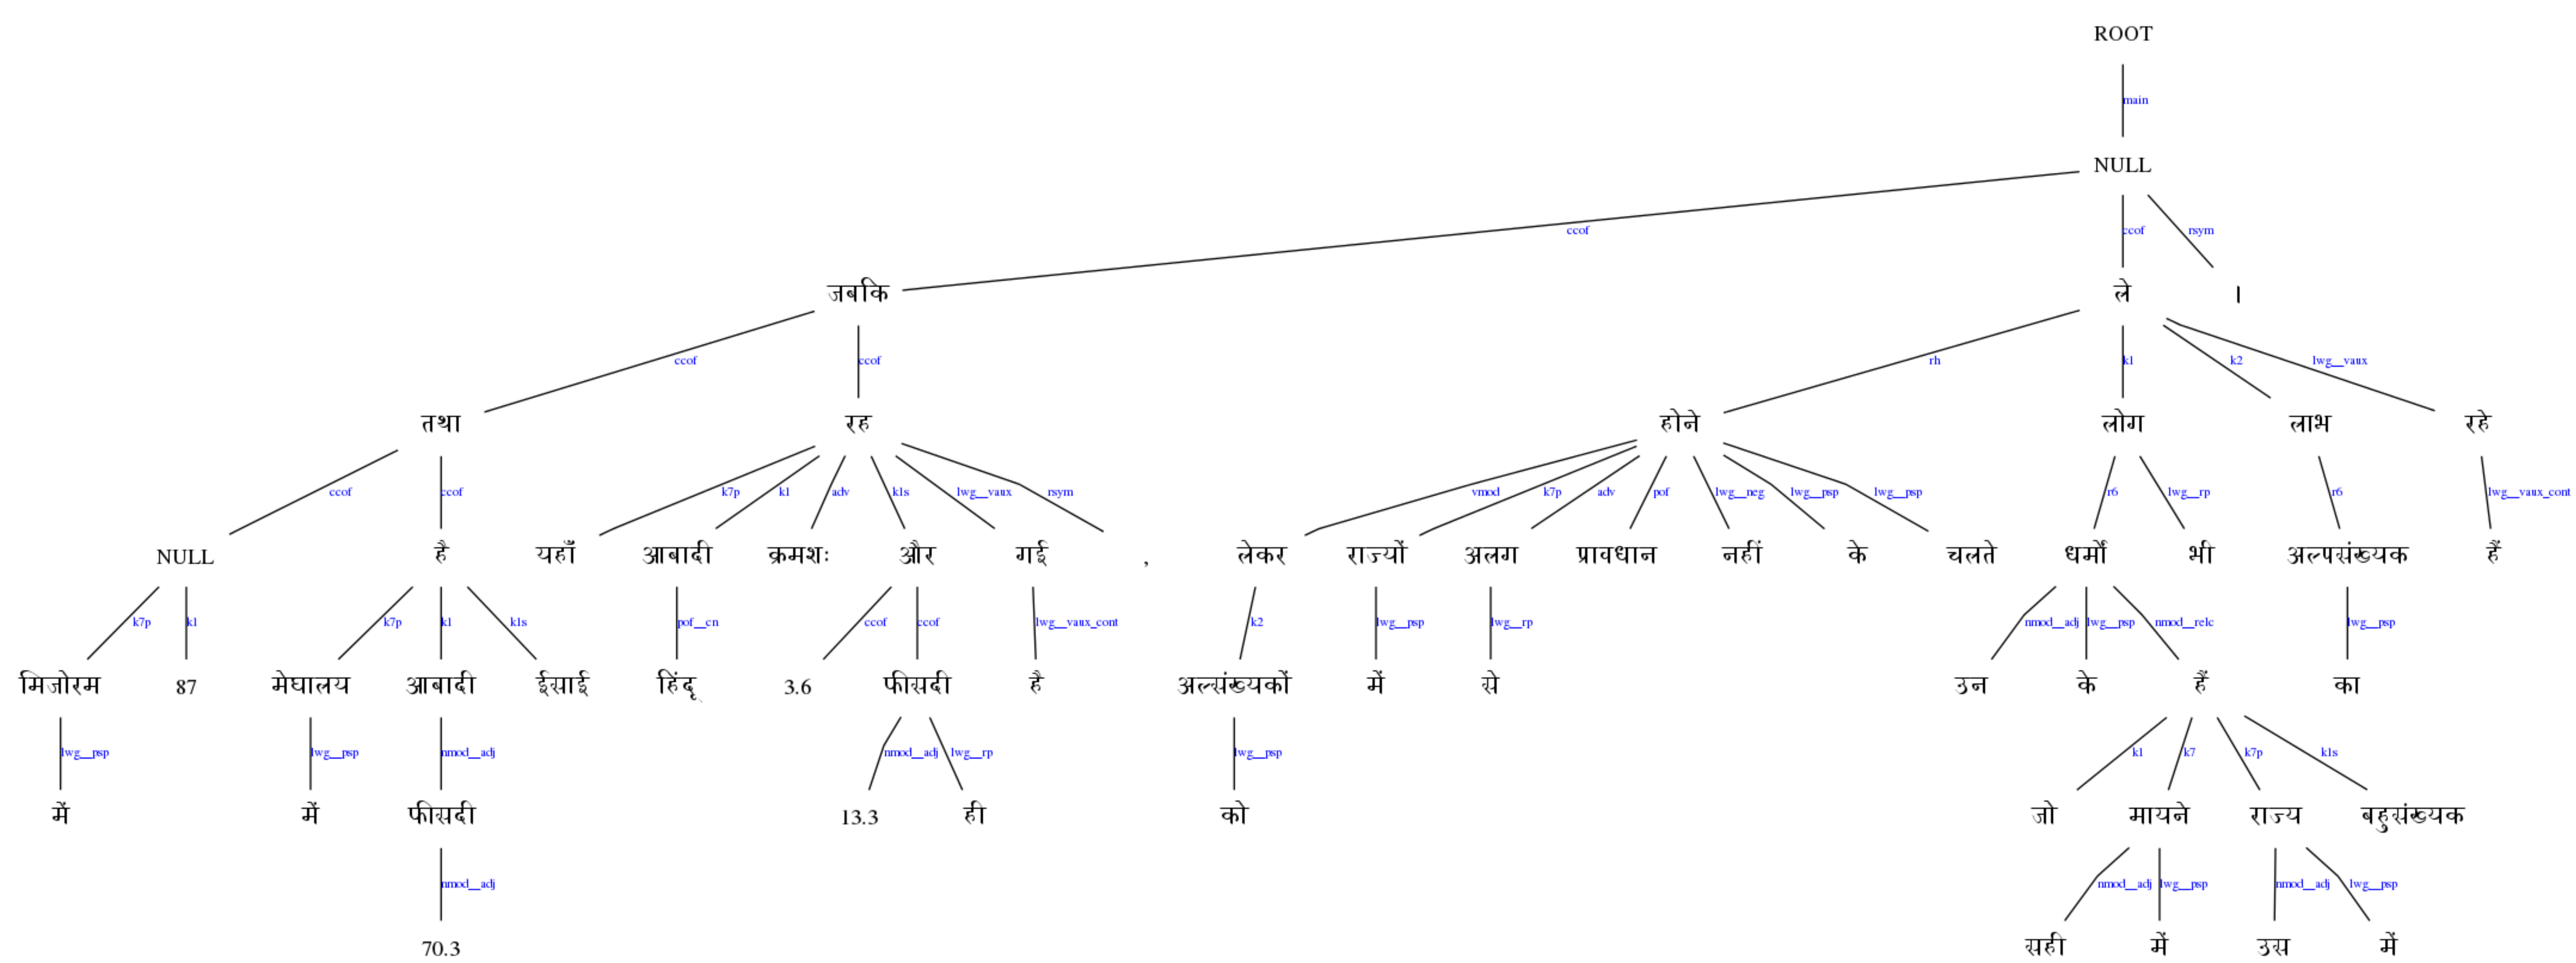 ROOT
main
NULL
ccof ccof rsym
जबकि ले ।
ccof ccof rh k1 k2 lwg__vaux
तथा रह होने लोग लाभ रहे
ccof ccof k7p k1 adv k1s lwg__vaux rsym vmod k7p adv pof lwg__neg lwg__psp lwg__psp r6 lwg__rp r6 lwg__vaux_cont
NULL है यहाँ आबादी क्रमशः और गई , लेकर राज्यों अलग प्रावधान नहीं के चलते धर्मों भी अल्पसंख्यक हैं
k7p k1 k7p k1 k1s pof__cn ccof ccof lwg__vaux_cont k2 lwg__psp lwg__rp nmod__adj lwg__psp nmod__relc lwg__psp
मिजोरम 87 मेघालय आबादी ईसाई हिंदू 3.6 फीसदी है अल्संख्यकों में से उन के हैं का
lwg__psp lwg__psp nmod__adj nmod__adj lwg__rp lwg__psp k1 k7 k7p k1s
में में फीसदी 13.3 ही को जो मायने राज्य बहुसंख्यक
nmod__adj nmod__adj lwg__psp nmod__adj lwg__psp
70.3 सही में उस में